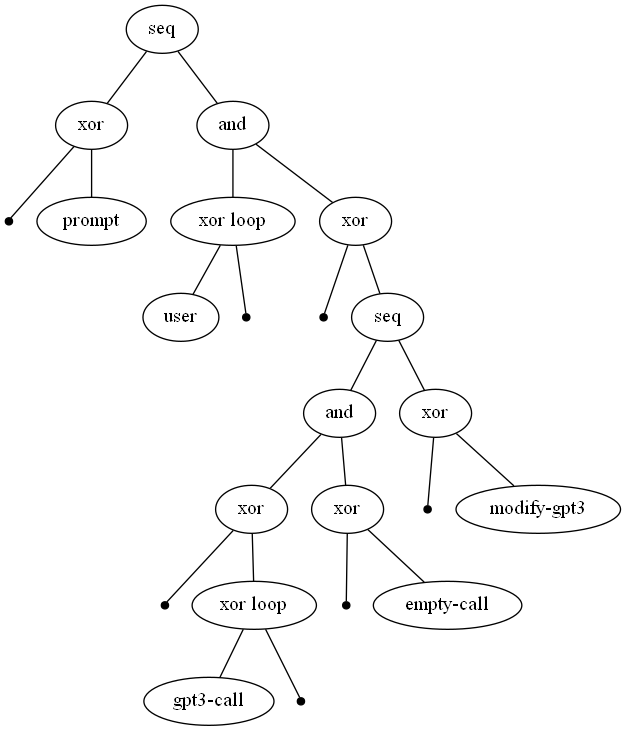 seq
xor
and
prompt
xor loop
xor
user
seq
and
xor
xor
xor
modify-gpt3
xor loop
empty-call
gpt3-call